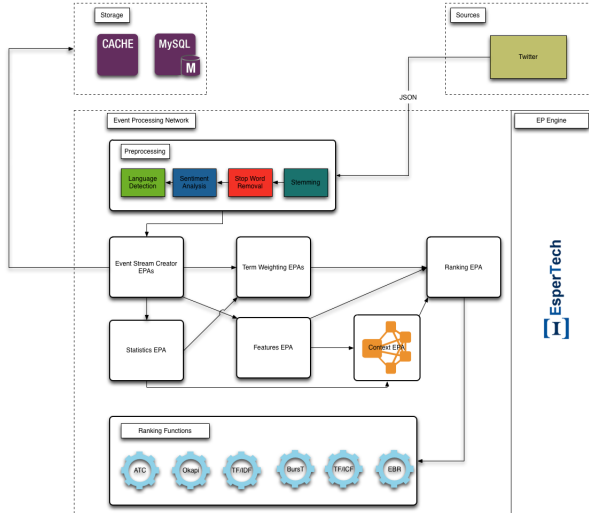 Storage
Sources
CACHE
MySQL
M
Twitter
JSON
Event Processing Network
EP Engine
Preprocessing
Language
Detection
Sentiment
Analysis
Stop Word
Removal
Stemming
Event Stream Creator
EPAs
Term Weighting EPAs
Ranking EPA
Statistics EPA
Features EPA
Context EPA
[I] EsperTech
Ranking Functions
ATC
Okapi
TF/IDF
BursT
TF/ICF
EBR